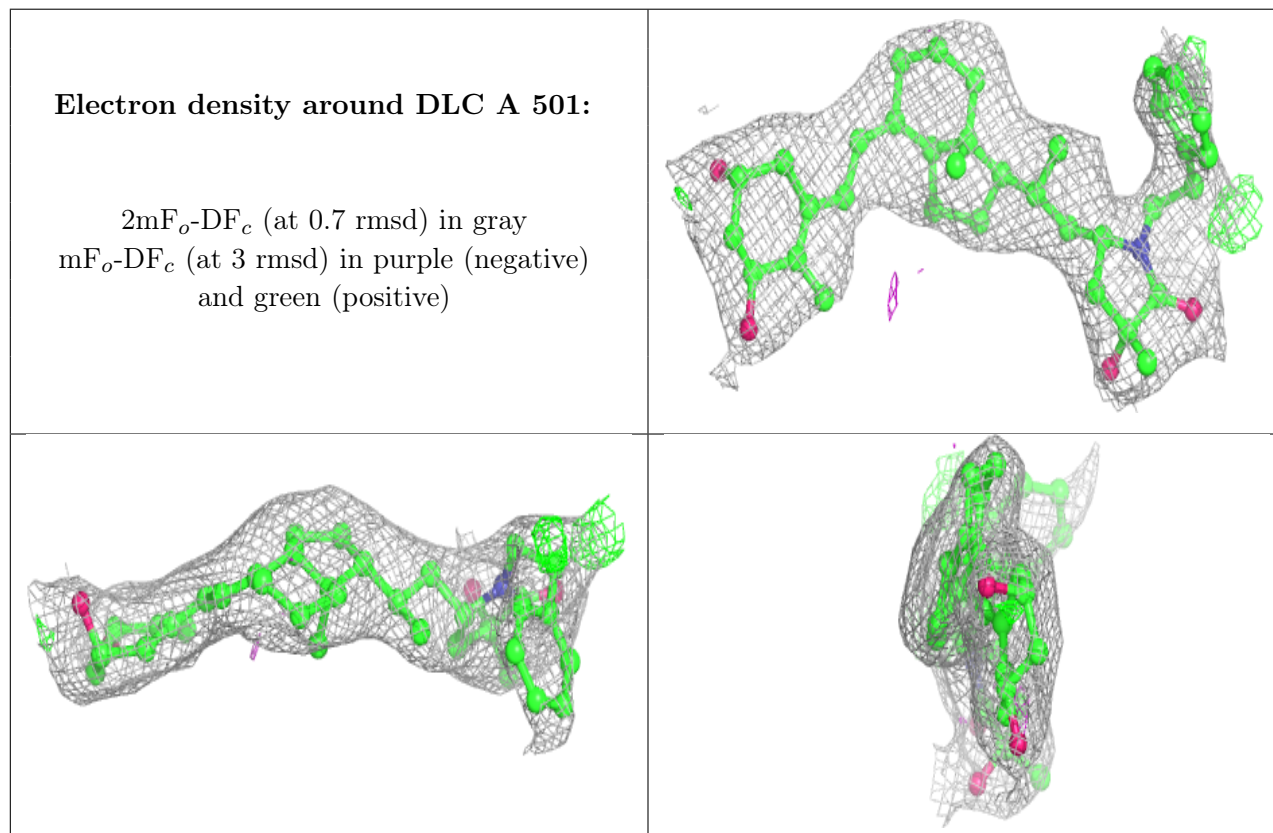 Electron density around DLC A 501:
2mFo-DFc (at 0.7 rmsd) in gray
mFo-DFc (at 3 rmsd) in purple (negative)
and green (positive)